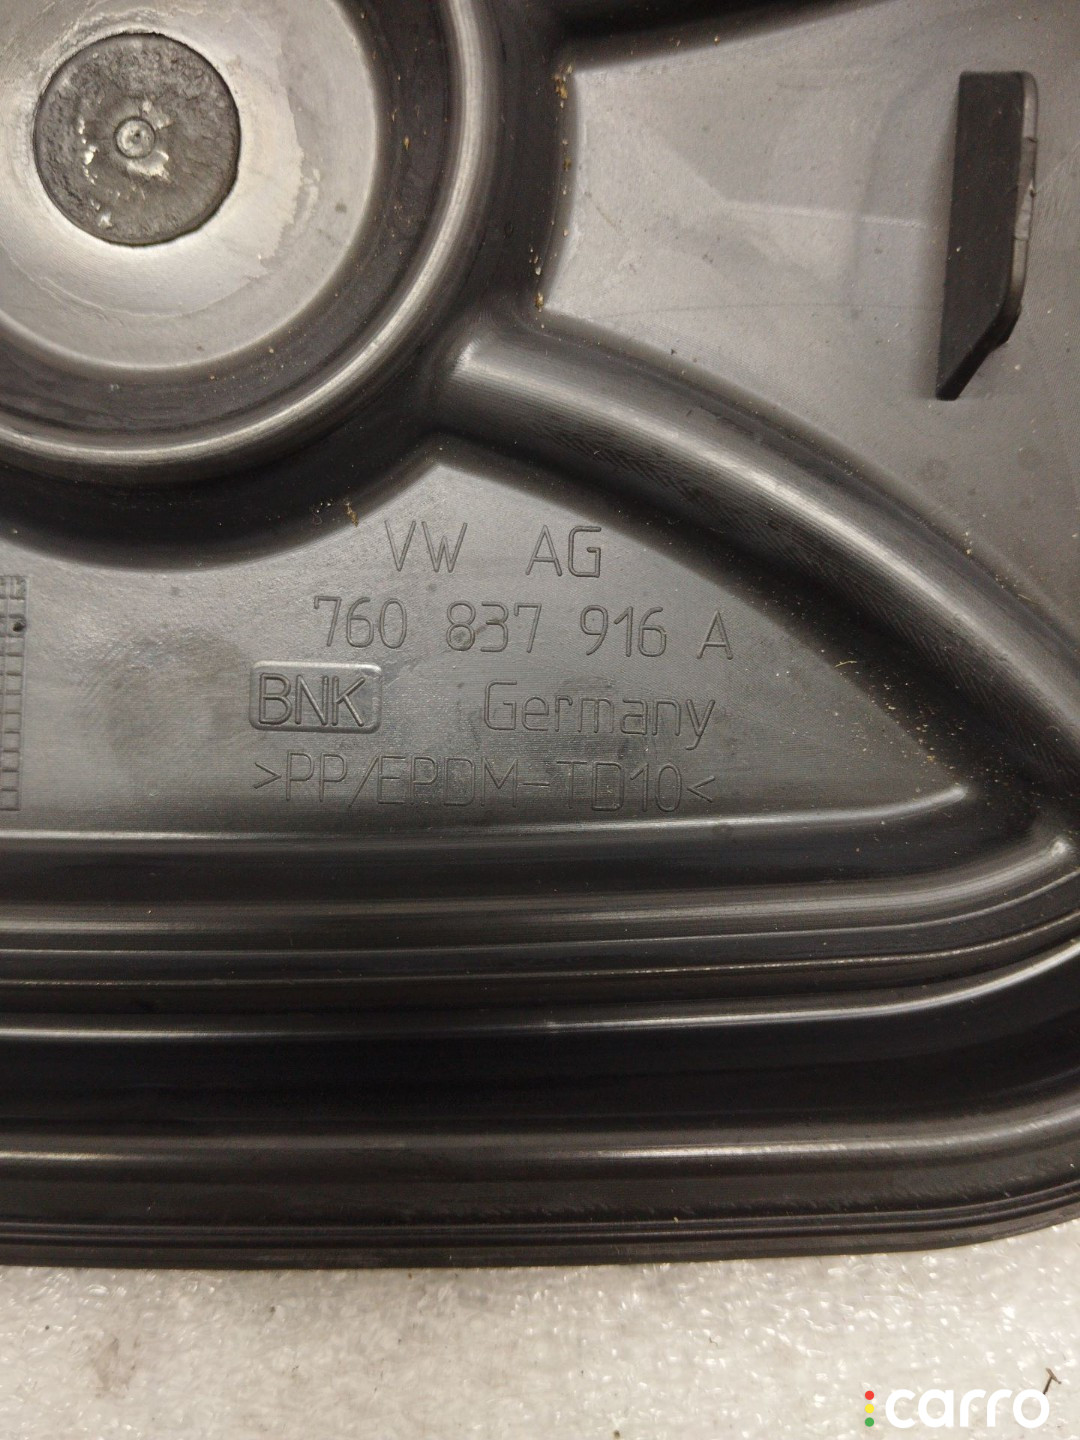 VW AG
760 837 916 A
BNK Germany
>PP/EPDM-TD10<
carro